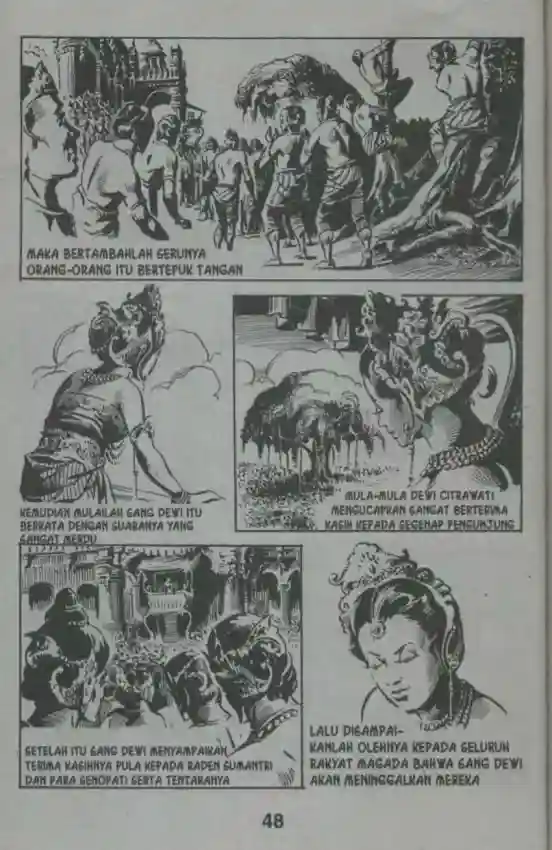 MAKA BERTAMBAHLAH SERUNYA
ORANG-ORANG ITU BERTEPUK TANGAN
KEMUDIAN MULAILAH SANG DEWI ITU
BERKATA DENGAN SUARANYA YANG
SANGAT MERDU
MULA-MULA DEWI CITRAWATI
MENGUCAPKAN SANGAT BERTERIMA
KASIH KEPADA SEGENAP PENGUNJUNG
SETELAH ITU SANG DEWI MENYAMPAIKAN
TERIMA KASIHNYA PULA KEPADA RADEN SUMANTRI
DAN PARA SENOPATI SERTA TENTARANYA
LALU DISAMPAI-
KANLAH OLEHNYA KEPADA SELURUH
RAKYAT MAGADA BAHWA SANG DEWI
AKAN MENINGGALKAN MEREKA
48